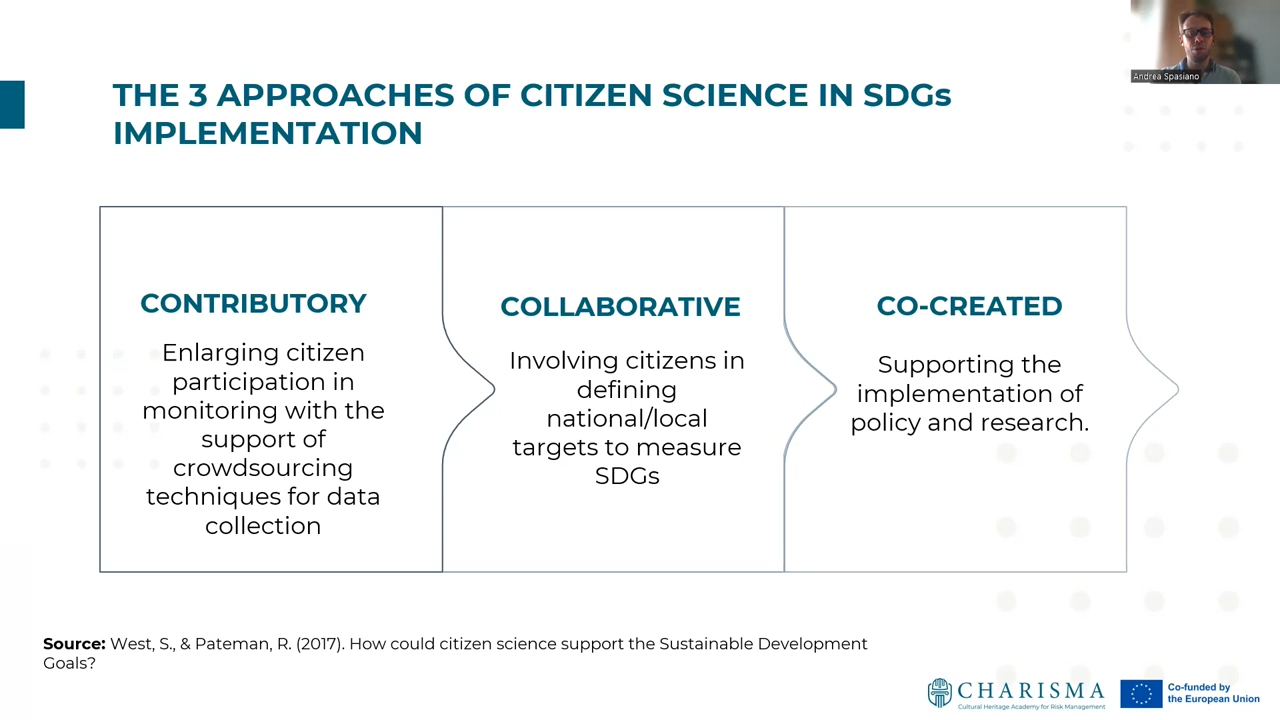 Andrea Spasiano
THE 3 APPROACHES OF CITIZEN SCIENCE IN SDGs
IMPLEMENTATION
CONTRIBUTORY
Enlarging citizen
participation in
monitoring with the
support of
crowdsourcing
techniques for data
collection
COLLABORATIVE
Involving citizens in
defining
national/local
targets to measure
SDGs
CO-CREATED
Supporting the
implementation of
policy and research.
Source: West, S., & Pateman, R. (2017). How could citizen science support the Sustainable Development
Goals?
CHARISMA
Cultural Heritage Academy for Risk Management
Co-funded by
the European Union